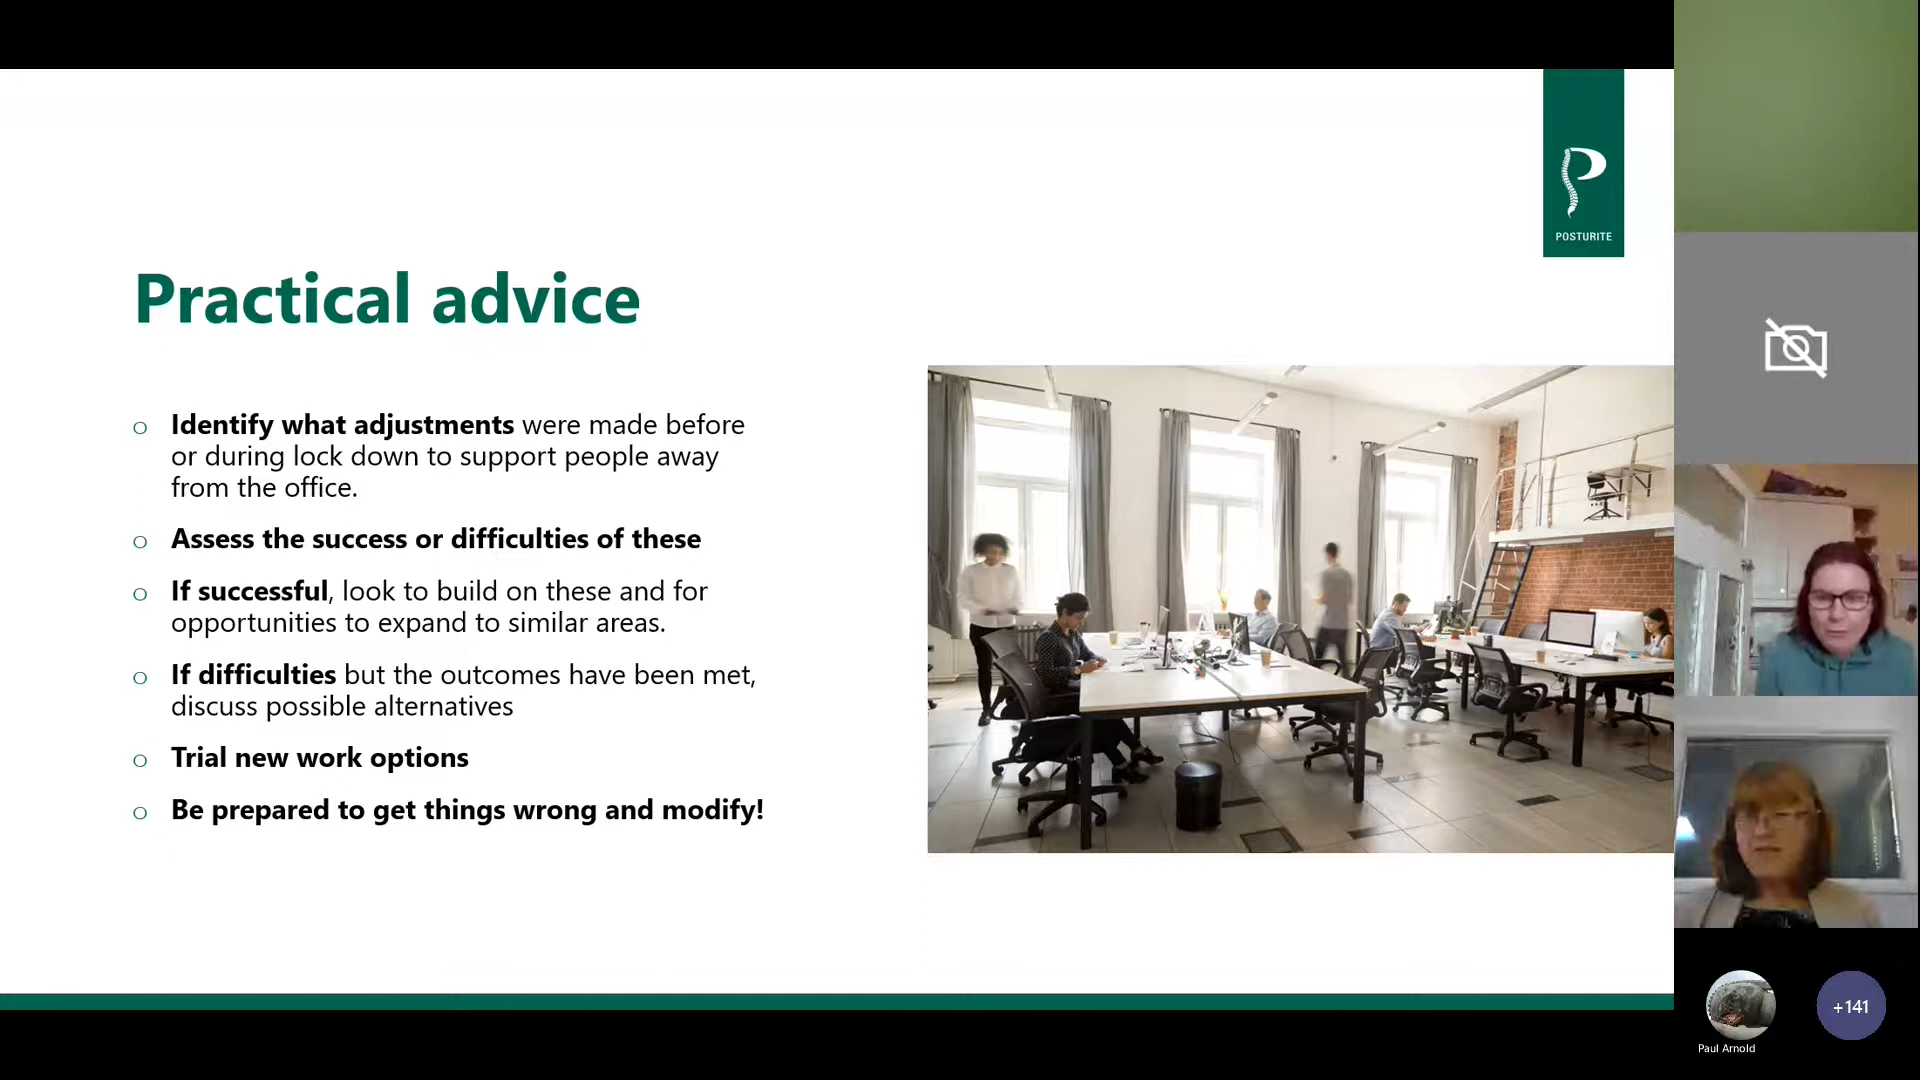 POSTURITE
Practical advice
o Identify what adjustments were made before
or during lock down to support people away
from the office.
o Assess the success or difficulties of these
o If successful, look to build on these and for
opportunities to expand to similar areas.
o If difficulties but the outcomes have been met,
discuss possible alternatives
o Trial new work options
o Be prepared to get things wrong and modify!
+141
Paul Arnold